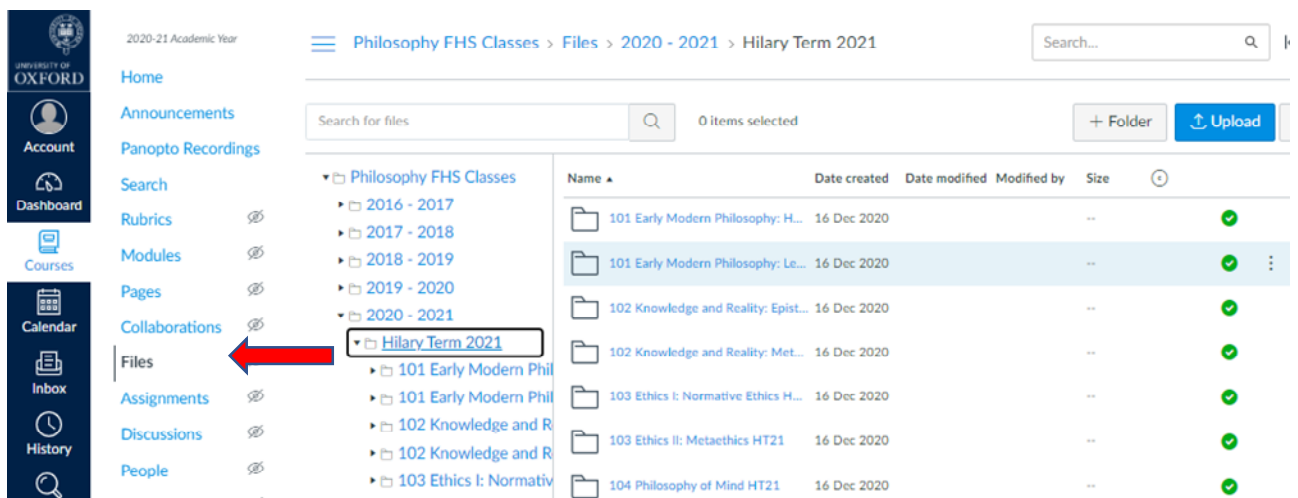 UNIVERSITY OF
OXFORD
Account
Dashboard
Courses
Calendar
Inbox
History
2020-21 Academic Year
Home
Announcements
Panopto Recordings
Search
Rubrics
Modules
Pages
Collaborations
Files
Assignments
Discussions
People
Philosophy FHS Classes > Files > 2020 - 2021 > Hilary Term 2021
Search...
Search for files
0 items selected
+ Folder
Upload
Philosophy FHS Classes
2016 - 2017
2017 - 2018
2018 - 2019
2019 - 2020
2020 - 2021
Hilary Term 2021
101 Early Modern Phil
101 Early Modern Phil
102 Knowledge and R
102 Knowledge and R
103 Ethics I: Normativ
Name Date created Date modified Modified by Size
101 Early Modern Philosophy: H... 16 Dec 2020 --
101 Early Modern Philosophy: Le... 16 Dec 2020 --
102 Knowledge and Reality: Epist... 16 Dec 2020 --
102 Knowledge and Reality: Met... 16 Dec 2020 --
103 Ethics I: Normative Ethics H... 16 Dec 2020 --
103 Ethics II: Metaethics HT21 16 Dec 2020 --
104 Philosophy of Mind HT21 16 Dec 2020 --